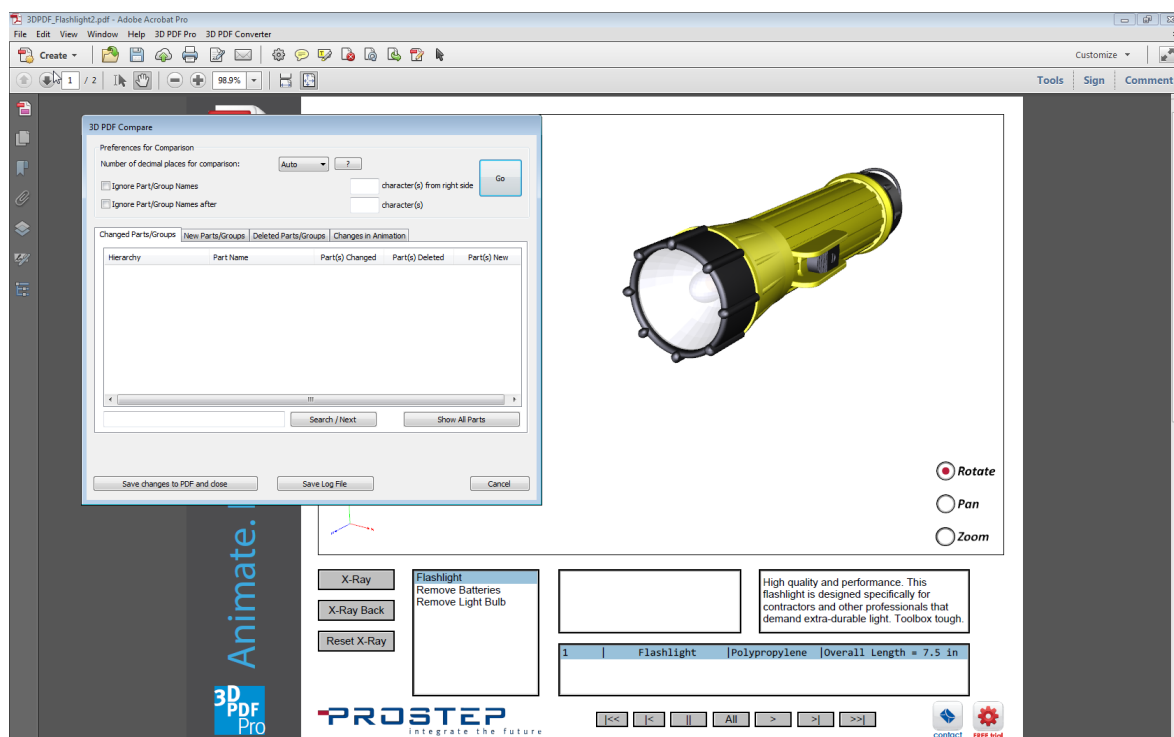 3DPDF_Flashlight2.pdf - Adobe Acrobat Pro
File Edit View Window Help 3D PDF Pro 3D PDF Converter
Create
Customize
1 / 2
98.9%
Tools Sign Comment
3D PDF Compare
Preferences for Comparison
Number of decimal places for comparison: Auto ?
Go
Ignore Part/Group Names character(s) from right side
Ignore Part/Group Names after character(s)
Changed Parts/Groups New Parts/Groups Deleted Parts/Groups Changes in Animation
Hierarchy Part Name Part(s) Changed Part(s) Deleted Part(s) New
Search / Next Show All Parts
Save changes to PDF and close Save Log File Cancel
Rotate
Pan
Zoom
Animate.
X-Ray
X-Ray Back
Reset X-Ray
Flashlight
Remove Batteries
Remove Light Bulb
High quality and performance. This
flashlight is designed specifically for
contractors and other professionals that
demand extra-durable light. Toolbox tough.
1 | Flashlight |Polypropylene |Overall Length = 7.5 in
3D
PDF
Pro
PROSTEP
integrate the future
|<< |< || All > >| >>|
contact FREE trial